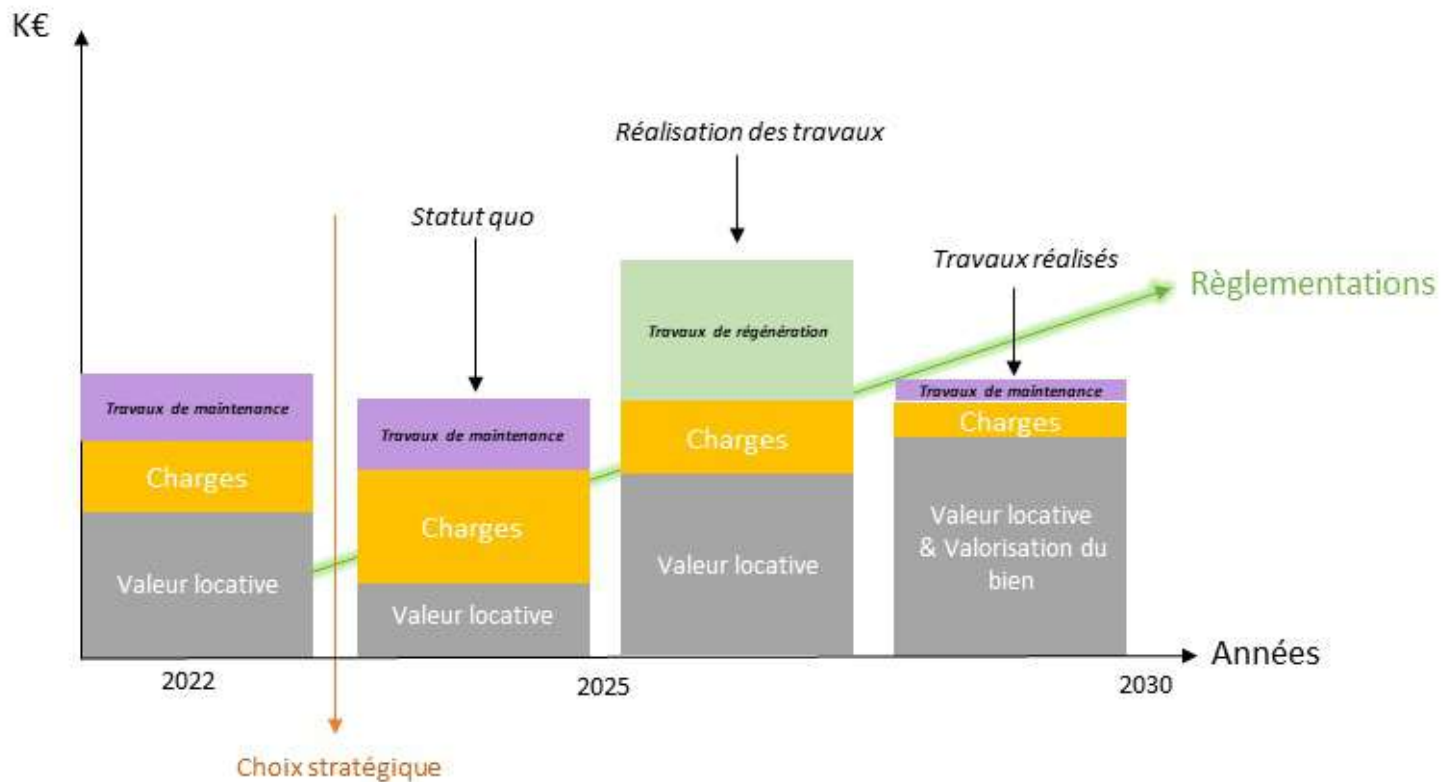 K€
Réalisation des travaux
Statut quo
Travaux réalisés
Règlementations
Travaux de régénération
Travaux de maintenance
Travaux de maintenance
Travaux de maintenance
Charges
Charges
Charges
Charges
Valeur locative
Valeur locative
Valeur locative
Valeur locative
& Valorisation du
bien
Années
2022
2025
2030
Choix stratégique